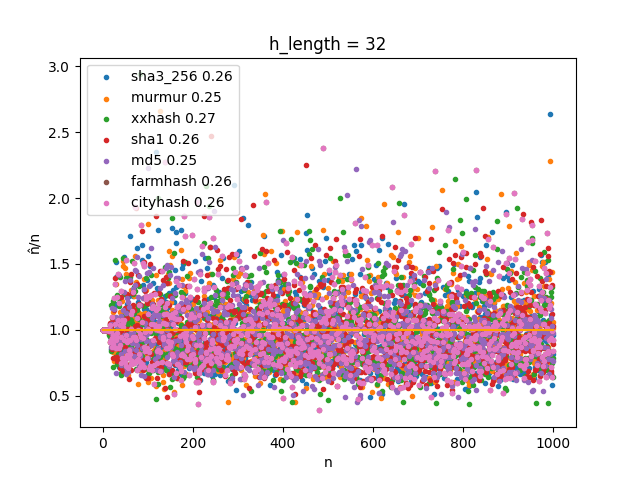 h_length = 32
3.0
2.5
2.0
1.5
1.0
0.5
n̂/n
sha3_256 0.26
murmur 0.25
xxhash 0.27
sha1 0.26
md5 0.25
farmhash 0.26
cityhash 0.26
0
200
400
600
800
1000
n